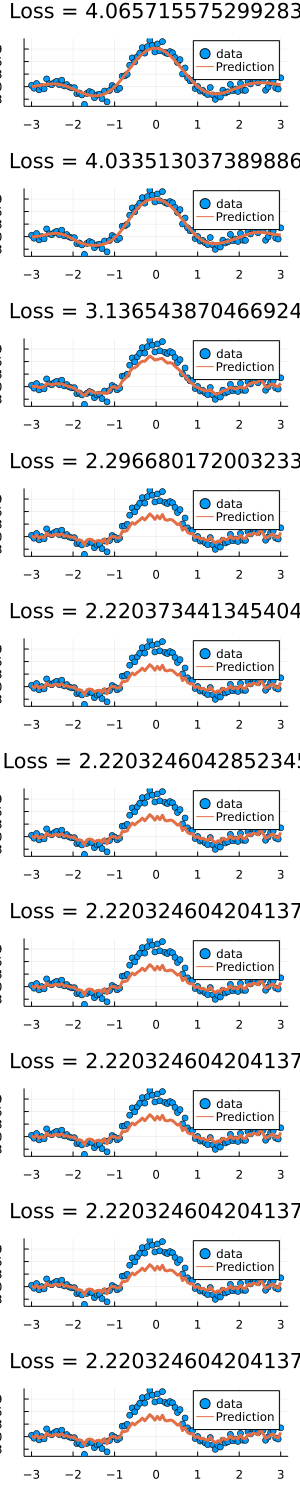 Loss = 4.065715575299283
data
Prediction
−3 −2 −1 0 1 2 3
Loss = 4.033513037389886
data
Prediction
−3 −2 −1 0 1 2 3
Loss = 3.136543870466924
data
Prediction
−3 −2 −1 0 1 2 3
Loss = 2.296680172003233
data
Prediction
−3 −2 −1 0 1 2 3
Loss = 2.220373441345404
data
Prediction
−3 −2 −1 0 1 2 3
Loss = 2.2203246042852345
data
Prediction
−3 −2 −1 0 1 2 3
Loss = 2.220324604204137
data
Prediction
−3 −2 −1 0 1 2 3
Loss = 2.220324604204137
data
Prediction
−3 −2 −1 0 1 2 3
Loss = 2.220324604204137
data
Prediction
−3 −2 −1 0 1 2 3
Loss = 2.220324604204137
data
Prediction
−3 −2 −1 0 1 2 3